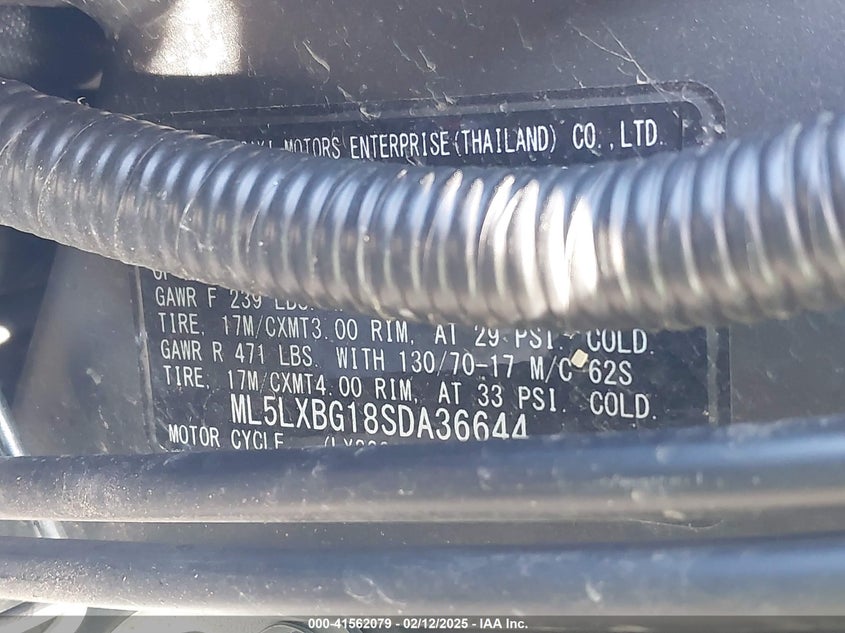 MOTORS ENTERPRISE(THAILAND) CO.,LTD.
GAWR F 239 LBS.
TIRE, 17M/CXMT3.00 RIM, AT 29 PSI. COLD.
GAWR R 471 LBS. WITH 130/70-17 M/C 62S
TIRE, 17M/CXMT4.00 RIM, AT 33 PSI. COLD.
ML5LXBG18SDA36644
MOTOR CYCLE
000-41562079 - 02/12/2025 - IAA Inc.